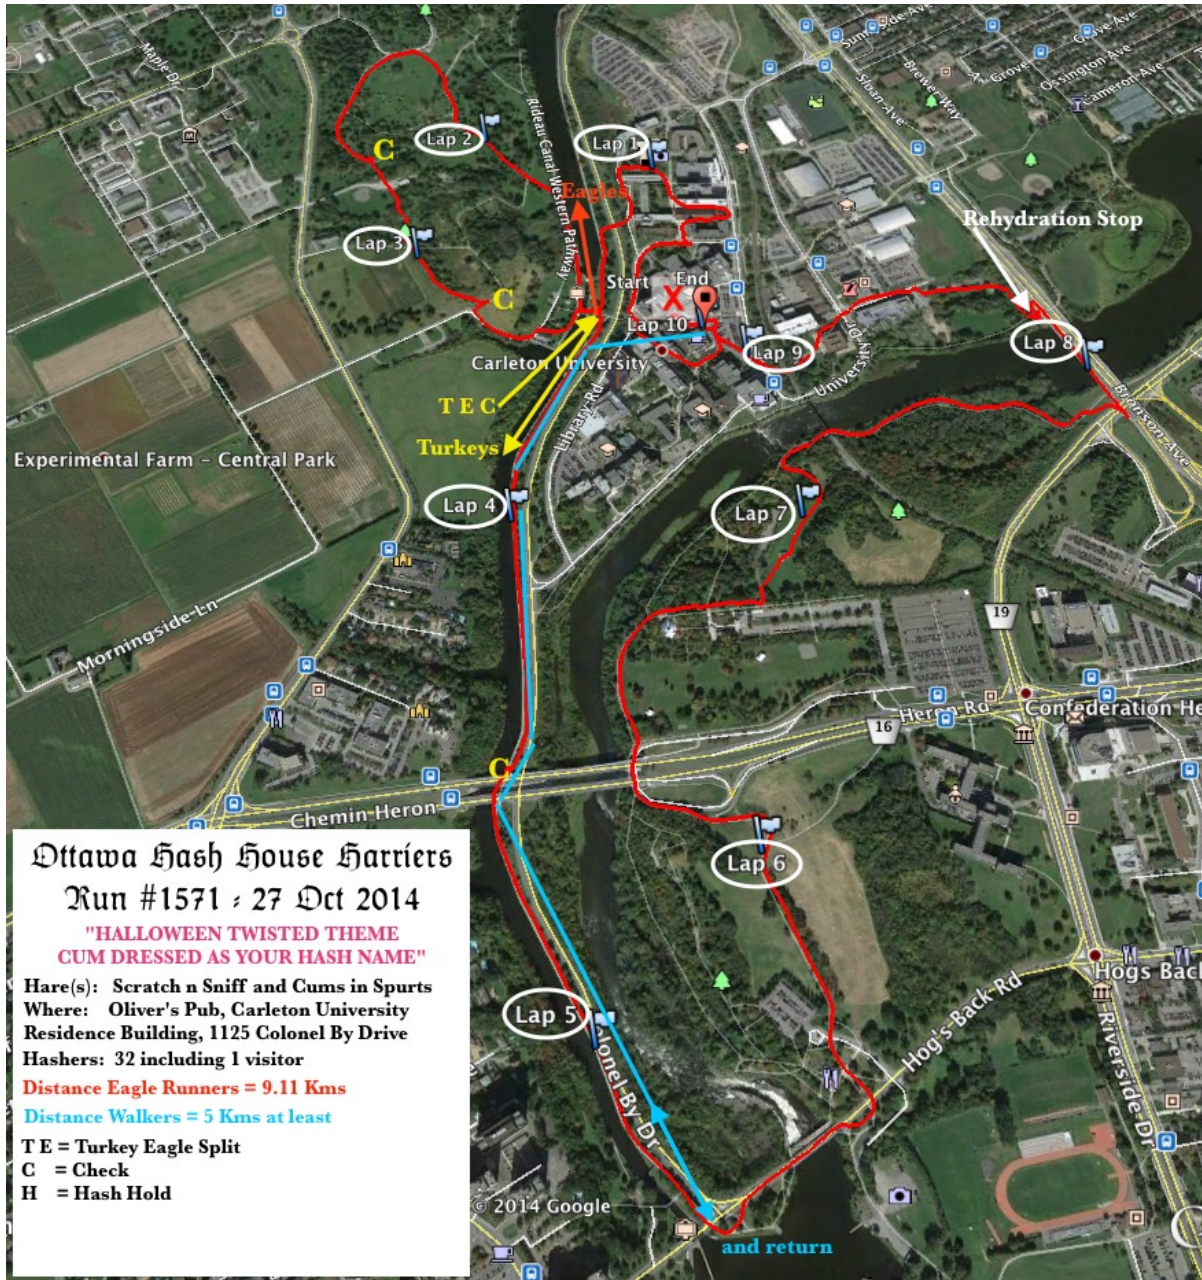 Sunnyside Ave
Grove Ave
Ossington Ave
Cameron Ave
Brewer Way
Sloan Ave
Maple Dr
Lap 2
Lap 1
C
Rideau Canal Western Pathway
Eagles
Rehydration Stop
Lap 3
Start
End
X
C
Lap 10
Lap 9
Lap 8
Carleton University
University Dr
T E C
Library Rd
Bronson Ave
Turkeys
Experimental Farm – Central Park
Lap 4
Lap 7
Morningside Ln
19
Heron Rd
16
Confederation He
C
Chemin Heron
Lap 6
Hogs Back
Hog's Back Rd
Riverside Dr
Lap 5
Colonel By Dr
© 2014 Google
and return
Ottawa Hash House Harriers
Run #1571 - 27 Oct 2014
"HALLOWEEN TWISTED THEME
CUM DRESSED AS YOUR HASH NAME"
Hare(s): Scratch n Sniff and Cums in Spurts
Where: Oliver's Pub, Carleton University
Residence Building, 1125 Colonel By Drive
Hashers: 32 including 1 visitor
Distance Eagle Runners = 9.11 Kms
Distance Walkers = 5 Kms at least
T E = Turkey Eagle Split
C = Check
H = Hash Hold